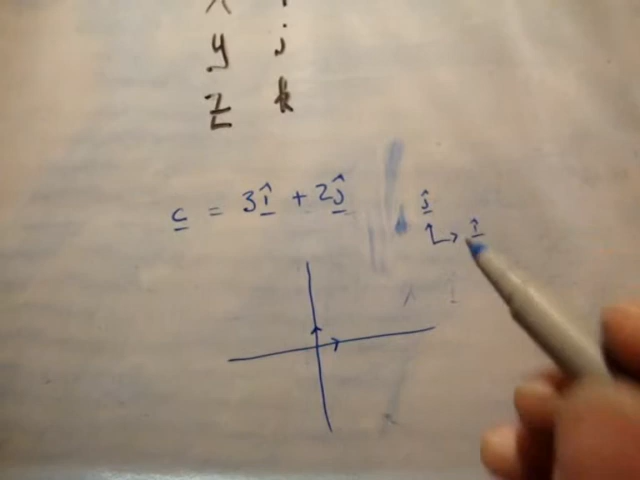 y j
z k
c = 3î + 2ĵ
ĵ
î